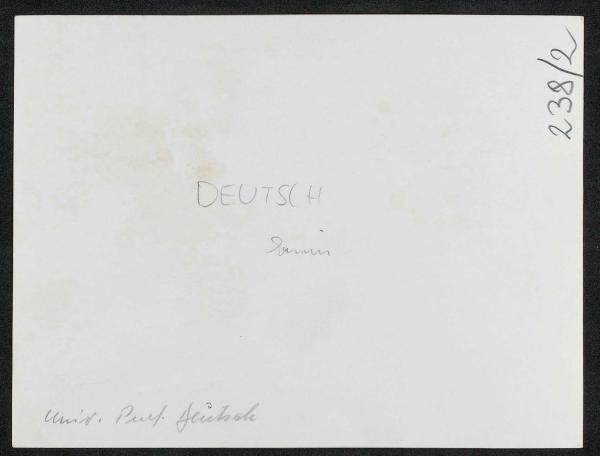 238/2
DEUTSCH
Univ. Prof. Deutsch